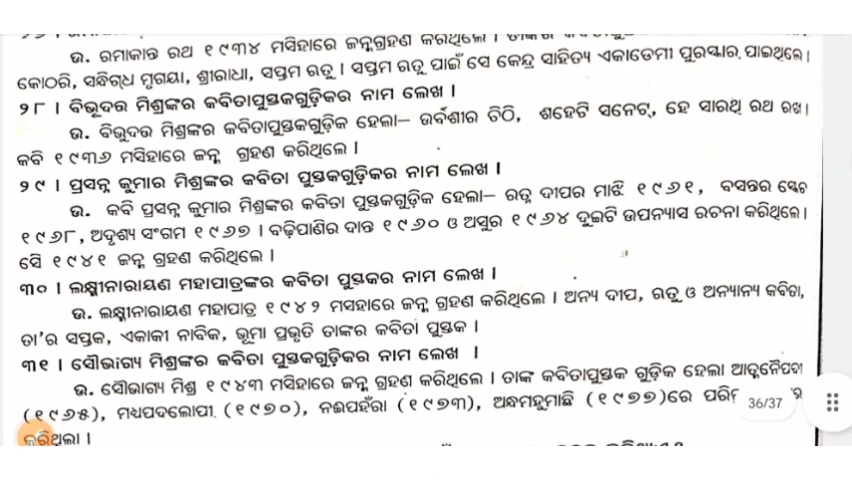 ଉ. ରମାକାନ୍ତ ରଥ ୧୯୩୪ ମସିହାରେ ଜନ୍ମଗ୍ରହଣ କରିଥିଲେ ।
କୋଠରି, ସନ୍ଧିଗ୍ଧ ମୃଗୟା, ଶ୍ରୀରାଧା, ସପ୍ତମ ଋତୁ । ସପ୍ତମ ଋତୁ ପାଇଁ ସେ କେନ୍ଦ୍ର ସାହିତ୍ୟ ଏକାଡେମୀ ପୁରସ୍କାର ପାଇଥିଲେ।
୨୮ । ବିଭୁଦତ୍ତ ମିଶ୍ରଙ୍କର କବିତାପୁସ୍ତକଗୁଡ଼ିକର ନାମ ଲେଖ ।
ଉ. ବିଭୁଦତ୍ତ ମିଶ୍ରଙ୍କର କବିତାପୁସ୍ତକଗୁଡ଼ିକ ହେଲା– ଉର୍ବଶୀର ଚିଠି, ଶହେଟି ସନେଟ୍, ହେ ସାରଥି ରଥ ରଖ।
କବି ୧୯୩୬ ମସିହାରେ ଜନ୍ମ ଗ୍ରହଣ କରିଥିଲେ ।
୨୯ । ପ୍ରସନ୍ନ କୁମାର ମିଶ୍ରଙ୍କର କବିତା ପୁସ୍ତକଗୁଡ଼ିକର ନାମ ଲେଖ ।
ଉ. କବି ପ୍ରସନ୍ନ କୁମାର ମିଶ୍ରଙ୍କର କବିତା ପୁସ୍ତକଗୁଡ଼ିକ ହେଲା– ରତ୍ନ ଦୀପର ମାଝି ୧୯୬୧, ବସନ୍ତର ସ୍କେଚ
୧୯୬୮, ଅଦୃଶ୍ୟ ସଂଗମ ୧୯୬୭ । ବଢ଼ିପାଣିର ଦାନ୍ତ ୧୯୬୦ ଓ ଅସୁର ୧୯୬୪ ଦୁଇଟି ଉପନ୍ୟାସ ରଚନା କରିଥିଲେ।
ସେ ୧୯୪୧ ଜନ୍ମ ଗ୍ରହଣ କରିଥିଲେ ।
୩୦ । ଲକ୍ଷ୍ମୀନାରାୟଣ ମହାପାତ୍ରଙ୍କର କବିତା ପୁସ୍ତକର ନାମ ଲେଖ ।
ଉ. ଲକ୍ଷ୍ମୀନାରାୟଣ ମହାପାତ୍ର ୧୯୪୨ ମସହାରେ ଜନ୍ମ ଗ୍ରହଣ କରିଥିଲେ । ଅନ୍ୟ ଦୀପ, ଋତୁ ଓ ଅନ୍ୟାନ୍ୟ କବିତା,
ତା'ର ସପ୍ତକ, ଏକାକୀ ନାବିକ, ଭୂମା ପ୍ରଭୃତି ତାଙ୍କର କବିତା ପୁସ୍ତକ ।
୩୧ । ସୌଭାଗ୍ୟ ମିଶ୍ରଙ୍କର କବିତା ପୁସ୍ତକଗୁଡ଼ିକର ନାମ ଲେଖ ।
ଉ. ସୌଭାଗ୍ୟ ମିଶ୍ର ୧୯୪୩ ମସିହାରେ ଜନ୍ମ ଗ୍ରହଣ କରିଥିଲେ । ତାଙ୍କ କବିତାପୁସ୍ତକ ଗୁଡ଼ିକ ହେଲା ଆତ୍ମନୈପଦୀ
(୧୯୬୫), ମଧ୍ୟପଦଲୋପୀ (୧୯୭୦), ନଈପହଁରା (୧୯୭୩), ଅନ୍ଧମହୁମାଛି (୧୯୭୭)ରେ 36/37
କରିଥିଲା ।